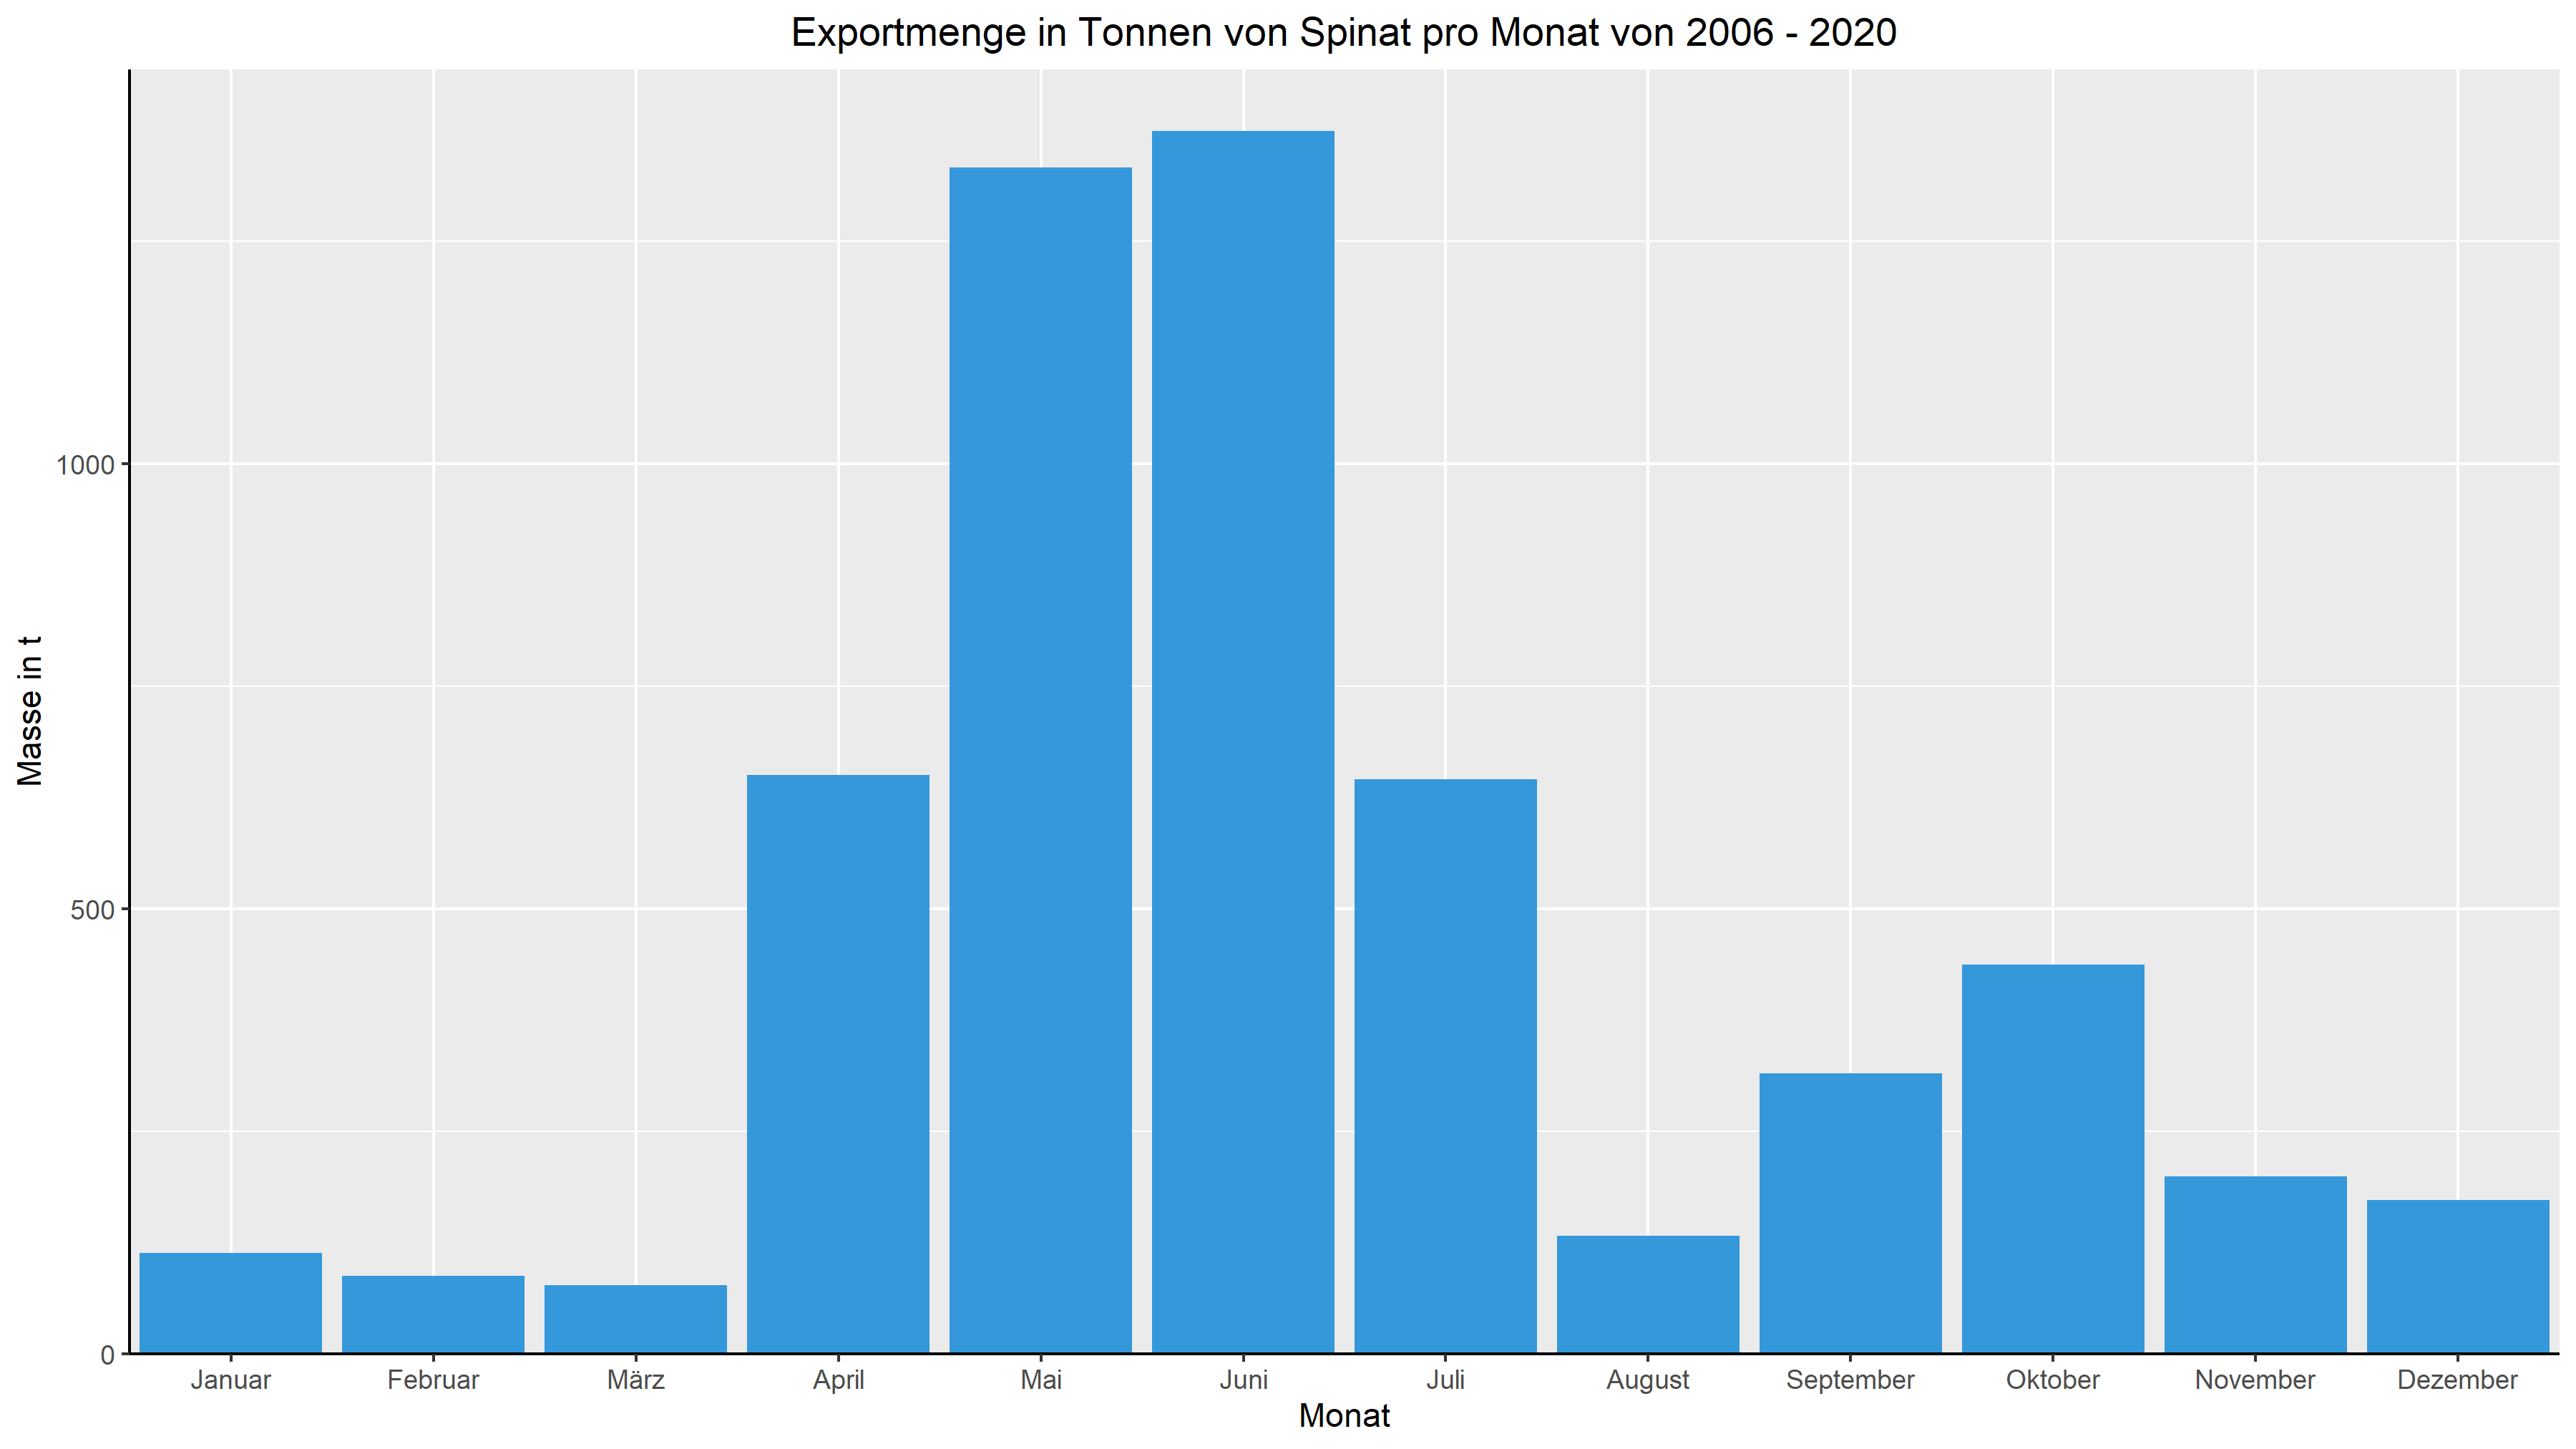 Exportmenge in Tonnen von Spinat pro Monat von 2006 - 2020
Masse in t
1000
500
0
Januar Februar März April Mai Juni Juli August September Oktober November Dezember
Monat